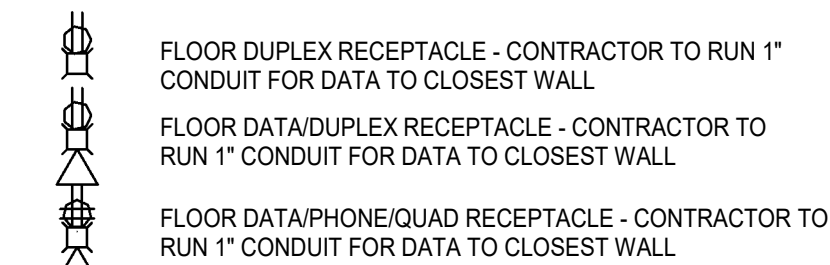 FLOOR DUPLEX RECEPTACLE - CONTRACTOR TO RUN 1"
CONDUIT FOR DATA TO CLOSEST WALL
FLOOR DATA/DUPLEX RECEPTACLE - CONTRACTOR TO
RUN 1" CONDUIT FOR DATA TO CLOSEST WALL
FLOOR DATA/PHONE/QUAD RECEPTACLE - CONTRACTOR TO
RUN 1" CONDUIT FOR DATA TO CLOSEST WALL